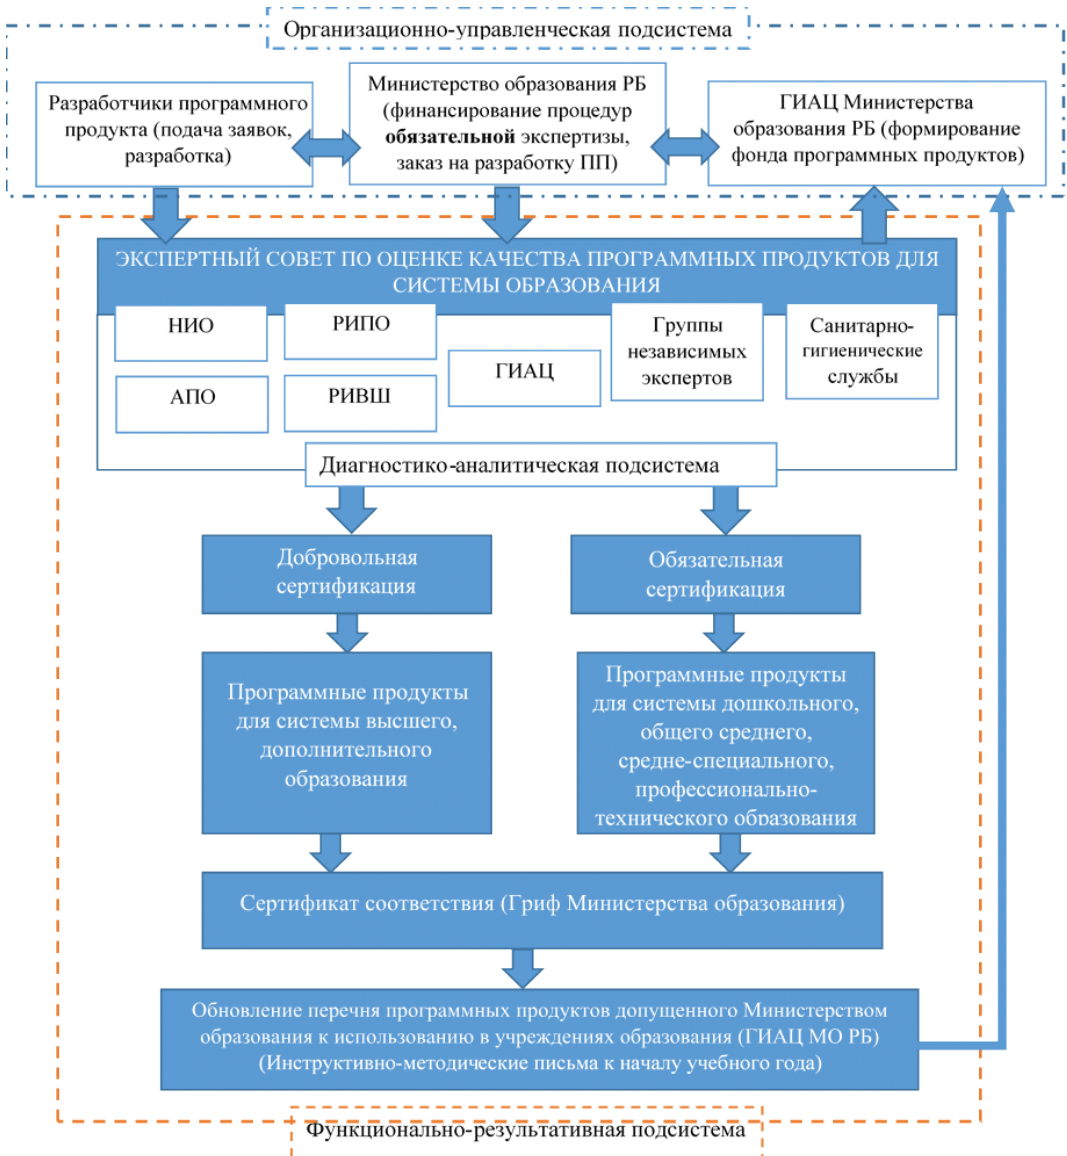 Организационно-управленческая подсистема
Разработчики программного
продукта (подача заявок,
разработка)
Министерство образования РБ
(финансирование процедур
обязательной экспертизы,
заказ на разработку ПП)
ГИАЦ Министерства
образования РБ (формирование
фонда программных продуктов)
ЭКСПЕРТНЫЙ СОВЕТ ПО ОЦЕНКЕ КАЧЕСТВА ПРОГРАММНЫХ ПРОДУКТОВ ДЛЯ
СИСТЕМЫ ОБРАЗОВАНИЯ
НИО
РИПО
ГИАЦ
Группы
независимых
экспертов
Санитарно-
гигиенические
службы
АПО
РИВШ
Диагностико-аналитическая подсистема
Добровольная
сертификация
Обязательная
сертификация
Программные продукты
для системы высшего,
дополнительного
образования
Программные продукты
для системы дошкольного,
общего среднего,
средне-специального,
профессионально-
технического образования
Сертификат соответствия (Гриф Министерства образования)
Обновление перечня программных продуктов допущенного Министерством
образования к использованию в учреждениях образования (ГИАЦ МО РБ)
(Инструктивно-методические письма к началу учебного года)
Функционально-результативная подсистема